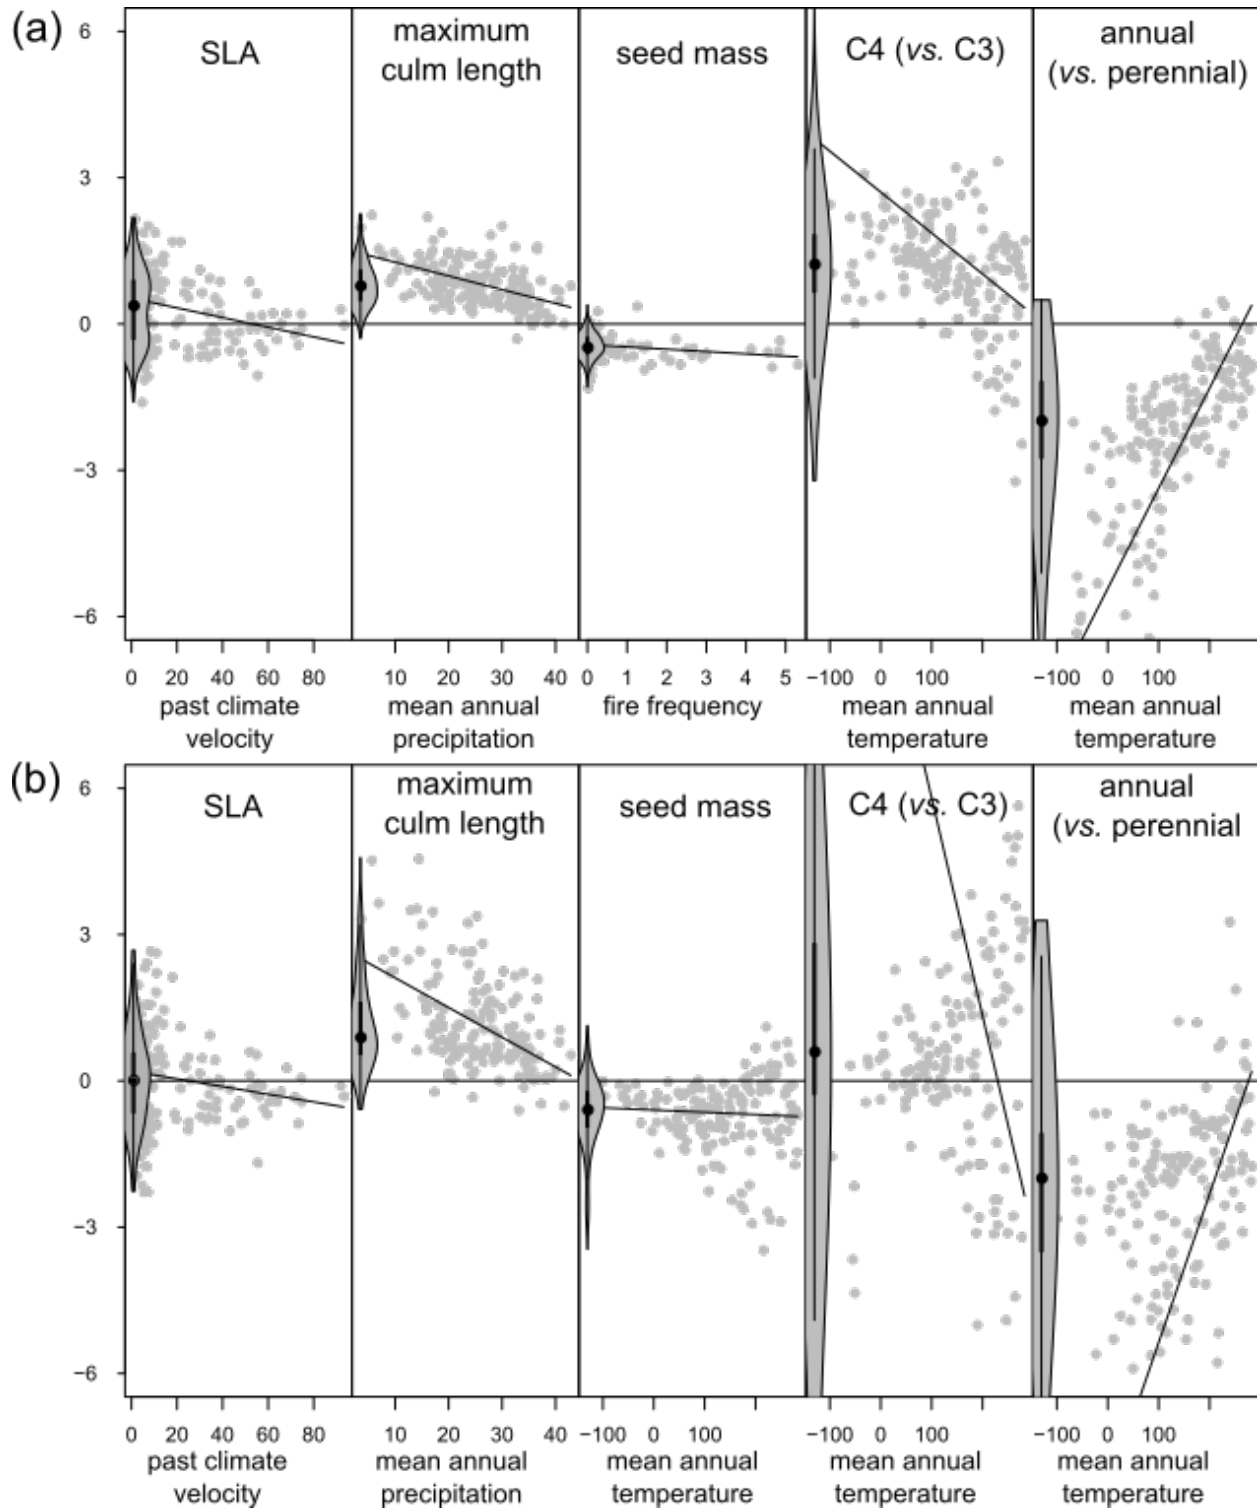 (a)
SLA
maximum
culm length
seed mass
C4 (vs. C3)
annual
(vs. perennial)
6
3
0
−3
−6
0 20 40 60 80
10 20 30 40
0 1 2 3 4 5
−100 0 100
−100 0 100
past climate
velocity
mean annual
precipitation
fire frequency
mean annual
temperature
mean annual
temperature
(b)
SLA
maximum
culm length
seed mass
C4 (vs. C3)
annual
(vs. perennial
6
3
0
−3
−6
0 20 40 60 80
10 20 30 40
−100 0 100
−100 0 100
−100 0 100
past climate
velocity
mean annual
precipitation
mean annual
temperature
mean annual
temperature
mean annual
temperature